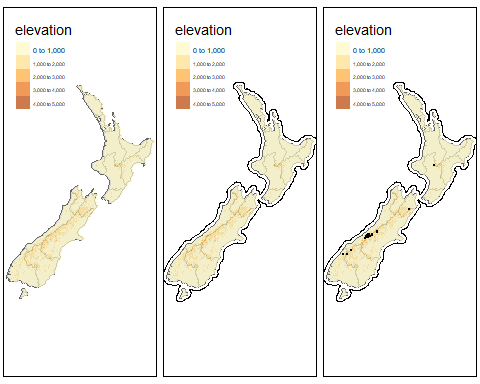 elevation
0 to 1,000
1,000 to 2,000
2,000 to 3,000
3,000 to 4,000
4,000 to 5,000
elevation
0 to 1,000
1,000 to 2,000
2,000 to 3,000
3,000 to 4,000
4,000 to 5,000
elevation
0 to 1,000
1,000 to 2,000
2,000 to 3,000
3,000 to 4,000
4,000 to 5,000